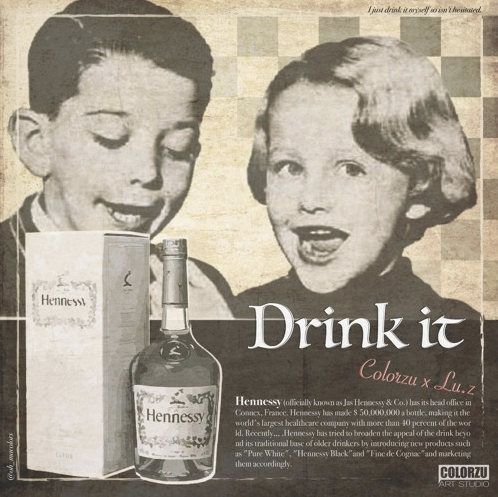 I just drink it myself so isn't hesitated.
Hennessy
Hennessy
Drink it
Colorzu x Lu.z
Hennessy (officially known as Jas Hennessy & Co.) has its head office in
Connex, France. Hennessy has made $ 50,000,000 a bottle, making it the
world's largest healthcare company with more than 40 percent of the wor
ld. Recently,,, ,Hennessy has tried to broaden the appeal of the drink beyo
nd its traditional base of older drinkers by introducing new products such
as "Pure White", "Hennessy Black" and "Fine de Cognac" and marketing
them accordingly.
COLORZU
ART STUDIO